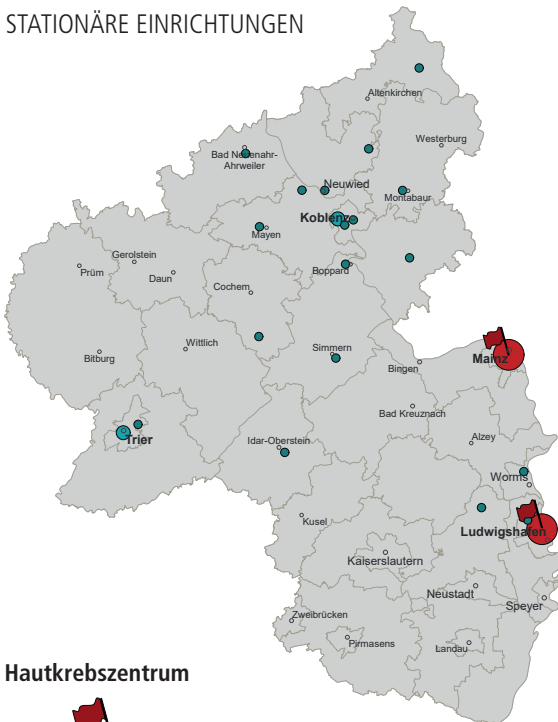 STATIONÄRE EINRICHTUNGEN
Altenkirchen
Westerburg
Bad Neuenahr-
Ahrweiler
Neuwied
Montabaur
Koblenz
Mayen
Gerolstein
Boppard
Prüm
Daun
Cochem
Wittlich
Simmern
Mainz
Bitburg
Bingen
Bad Kreuznach
Trier
Idar-Oberstein
Alzey
Worms
Kusel
Ludwigshafen
Kaiserslautern
Neustadt
Speyer
Zweibrücken
Pirmasens
Landau
Hautkrebszentrum